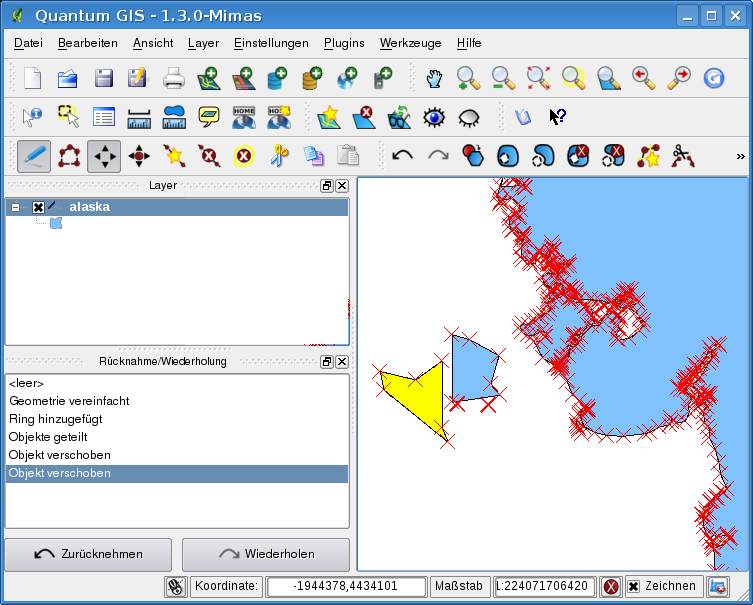 Quantum GIS - 1.3.0-Mimas
Datei Bearbeiten Ansicht Layer Einstellungen Plugins Werkzeuge Hilfe
HOME HO
»
Layer
alaska
Rücknahme/Wiederholung
<leer>
Geometrie vereinfacht
Ring hinzugefügt
Objekte geteilt
Objekt verschoben
Objekt verschoben
Zurücknehmen Wiederholen
Koordinate: -1944378,4434101 Maßstab 1:224071706420 Zeichnen